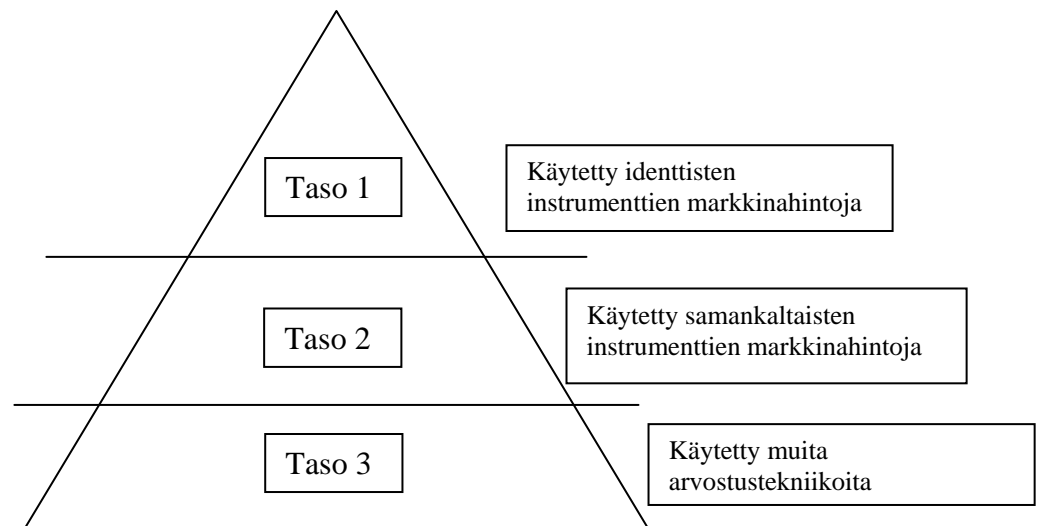 Taso 1
Käytetty identtisten
instrumenttien markkinahintoja
Taso 2
Käytetty samankaltaisten
instrumenttien markkinahintoja
Taso 3
Käytetty muita
arvostustekniikoita